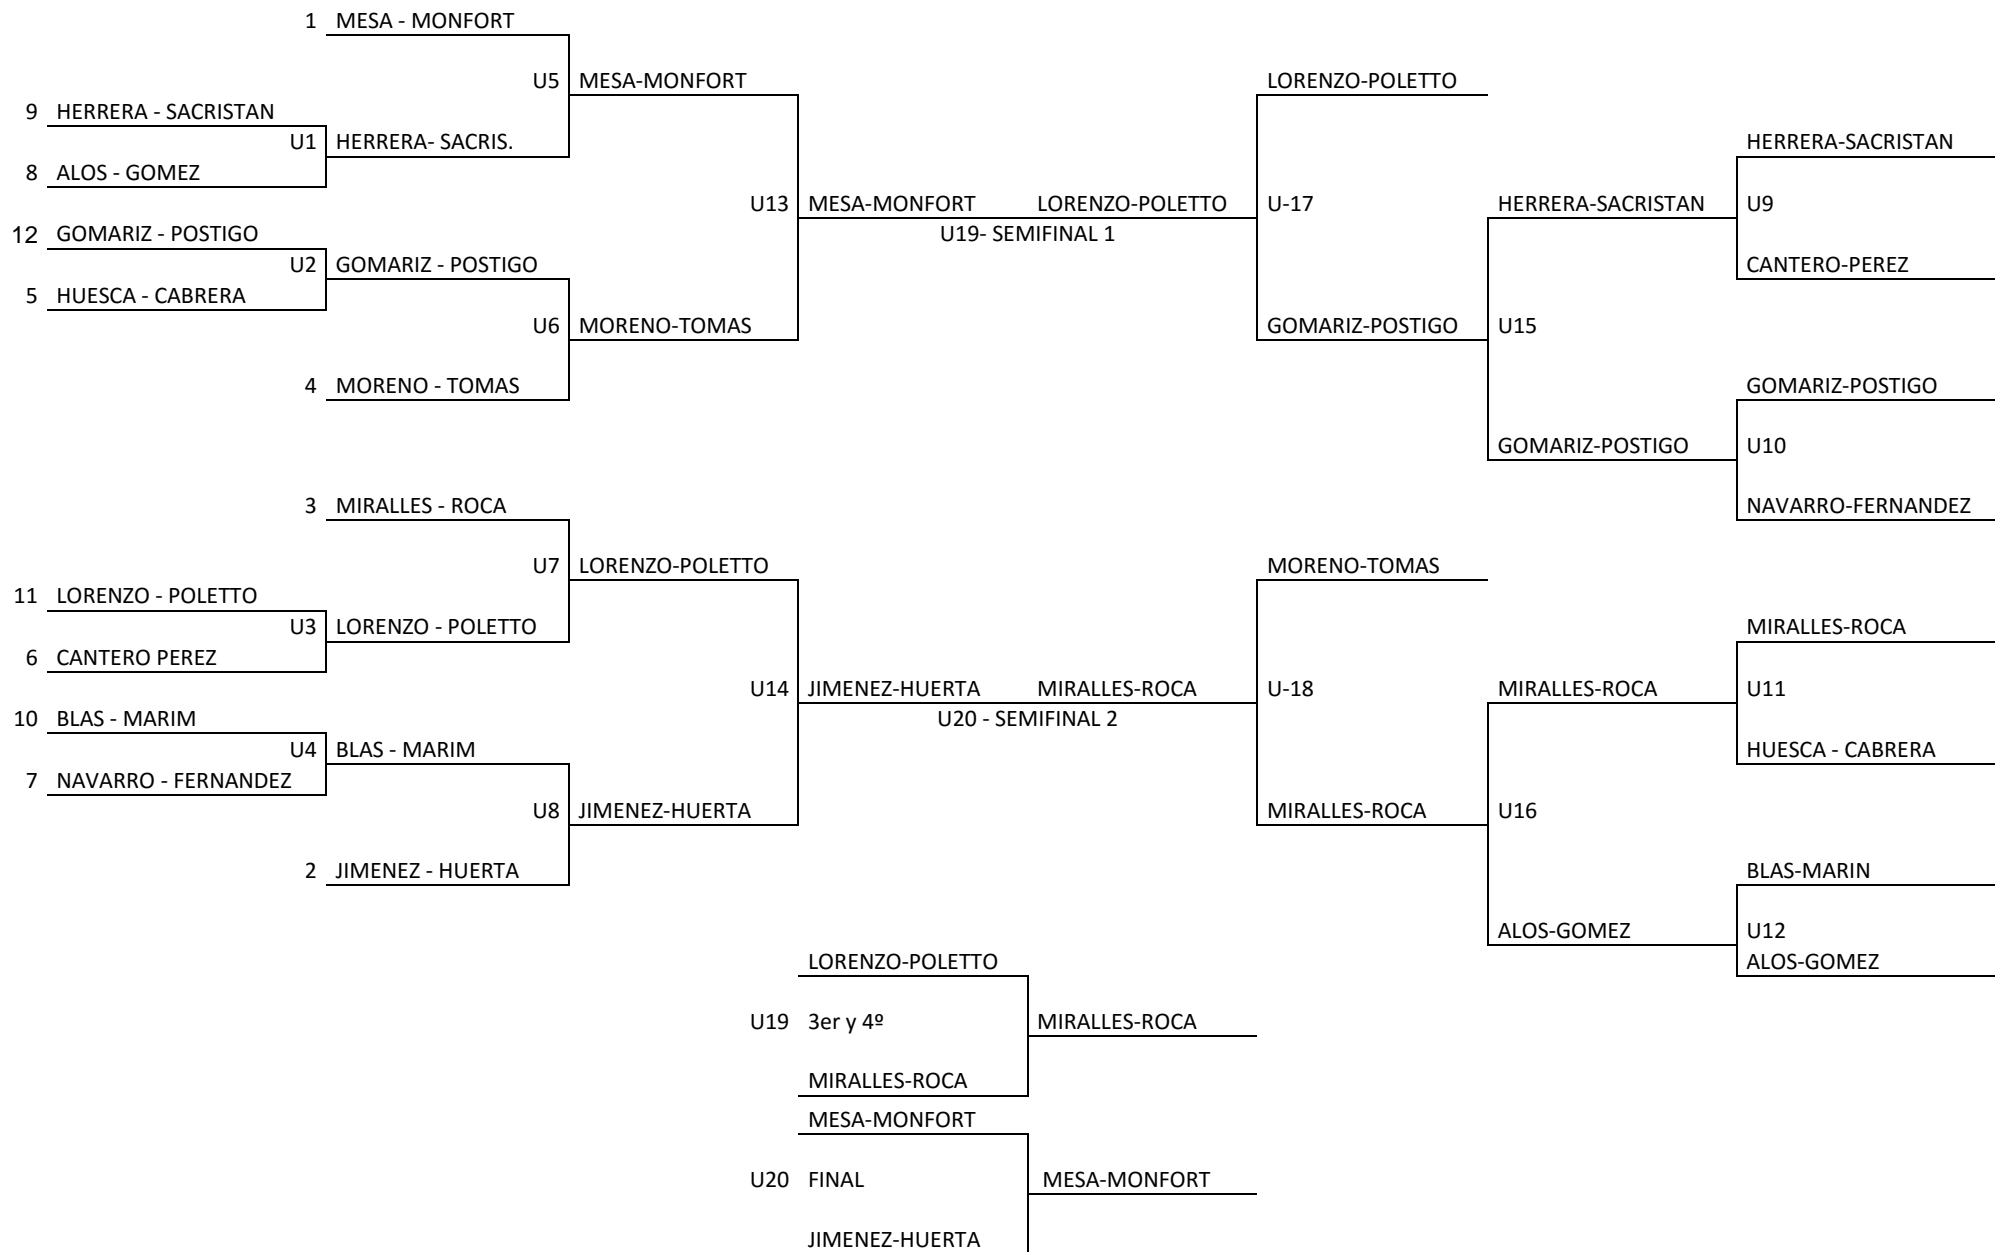 1 MESA - MONFORT
U5 MESA-MONFORT LORENZO-POLETTO
9 HERRERA - SACRISTAN
U1 HERRERA- SACRIS. HERRERA-SACRISTAN
8 ALOS - GOMEZ
U13 MESA-MONFORT LORENZO-POLETTO U-17 HERRERA-SACRISTAN U9
12 GOMARIZ - POSTIGO U19- SEMIFINAL 1
U2 GOMARIZ - POSTIGO CANTERO-PEREZ
5 HUESCA - CABRERA
U6 MORENO-TOMAS GOMARIZ-POSTIGO U15
4 MORENO - TOMAS GOMARIZ-POSTIGO
GOMARIZ-POSTIGO U10
3 MIRALLES - ROCA NAVARRO-FERNANDEZ
U7 LORENZO-POLETTO MORENO-TOMAS
11 LORENZO - POLETTO
U3 LORENZO - POLETTO MIRALLES-ROCA
6 CANTERO PEREZ
U14 JIMENEZ-HUERTA MIRALLES-ROCA U-18 MIRALLES-ROCA U11
10 BLAS - MARIM U20 - SEMIFINAL 2
U4 BLAS - MARIM HUESCA - CABRERA
7 NAVARRO - FERNANDEZ
U8 JIMENEZ-HUERTA MIRALLES-ROCA U16
2 JIMENEZ - HUERTA BLAS-MARIN
ALOS-GOMEZ U12
LORENZO-POLETTO ALOS-GOMEZ
U19 3er y 4º MIRALLES-ROCA
MIRALLES-ROCA
MESA-MONFORT
U20 FINAL MESA-MONFORT
JIMENEZ-HUERTA